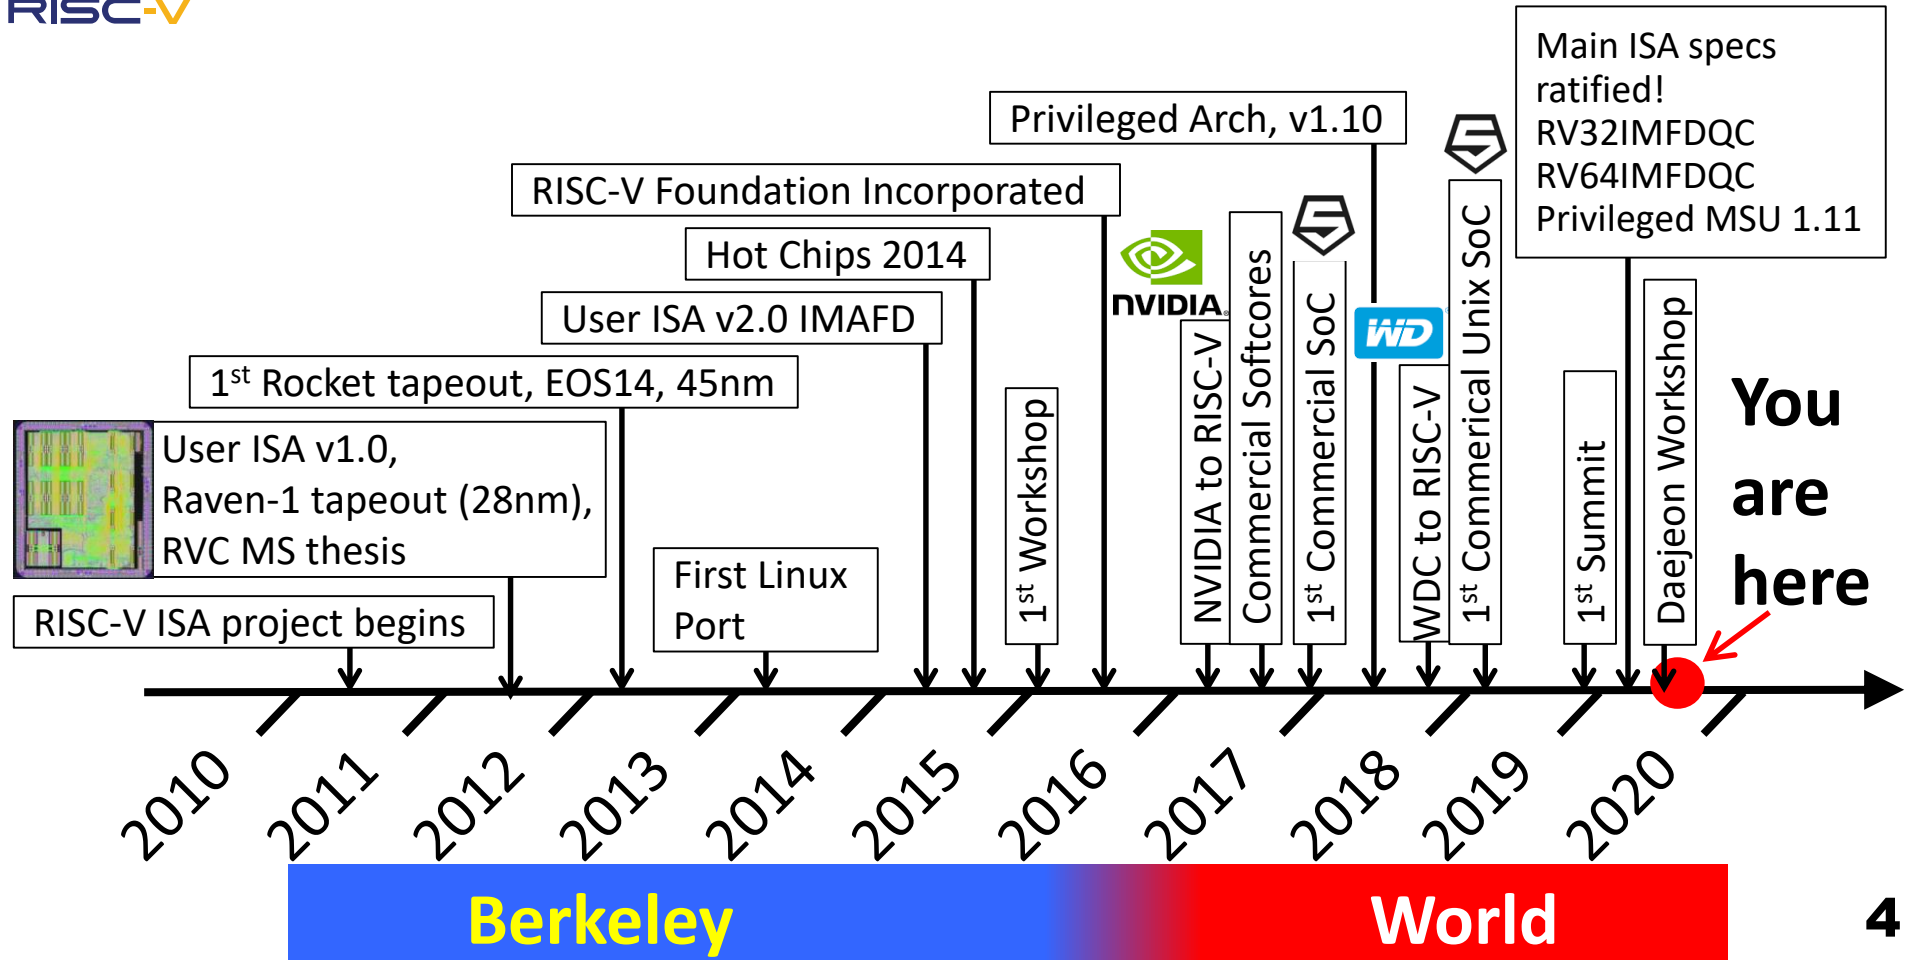 RISC-V
Main ISA specs
ratified!
RV32IMFDQC
RV64IMFDQC
Privileged MSU 1.11
Privileged Arch, v1.10
RISC-V Foundation Incorporated
Hot Chips 2014
User ISA v2.0 IMAFD
1st Rocket tapeout, EOS14, 45nm
User ISA v1.0,
Raven-1 tapeout (28nm),
RVC MS thesis
RISC-V ISA project begins
First Linux
Port
1st Workshop
NVIDIA
NVIDIA to RISC-V
Commercial Softcores
1st Commercial SoC
WD
WDC to RISC-V
1st Commerical Unix SoC
1st Summit
Daejeon Workshop
You
are
here
2010
2011
2012
2013
2014
2015
2016
2017
2018
2019
2020
Berkeley
World
4